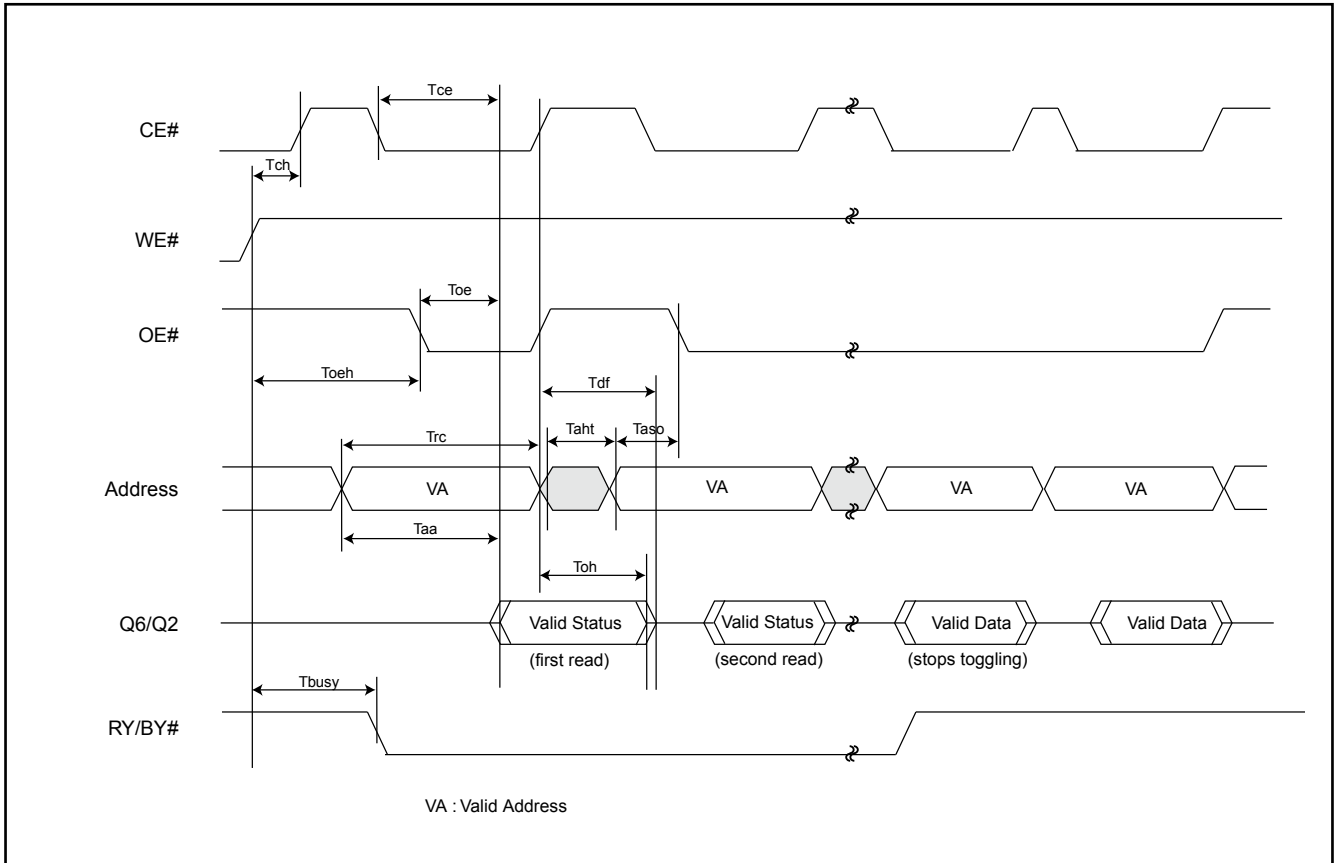 Tce
CE#
Tch
WE#
Toe
OE#
Toeh
Tdf
Trc
Taht
Taso
Address
VA
VA
VA
VA
Taa
Toh
Q6/Q2
Valid Status
Valid Status
Valid Data
Valid Data
(first read)
(second read)
(stops toggling)
Tbusy
RY/BY#
VA : Valid Address